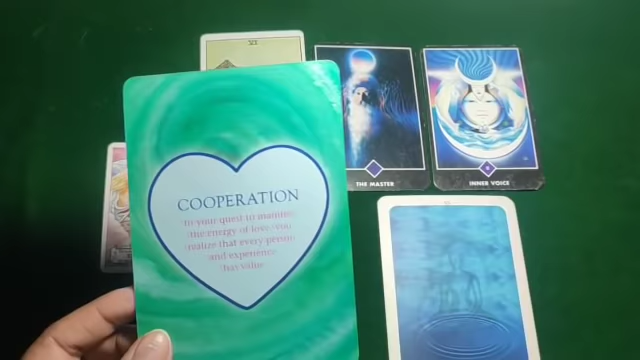 VI
THE MASTER
INNER VOICE
COOPERATION
In your quest to manifest
the energy of love, you
realize that every person
and experience
has value